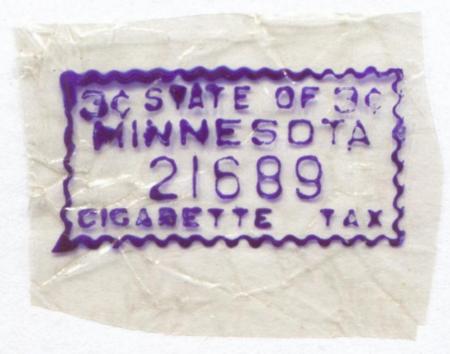 3¢ STATE OF 3¢
MINNESOTA
21689
CIGARETTE TAX